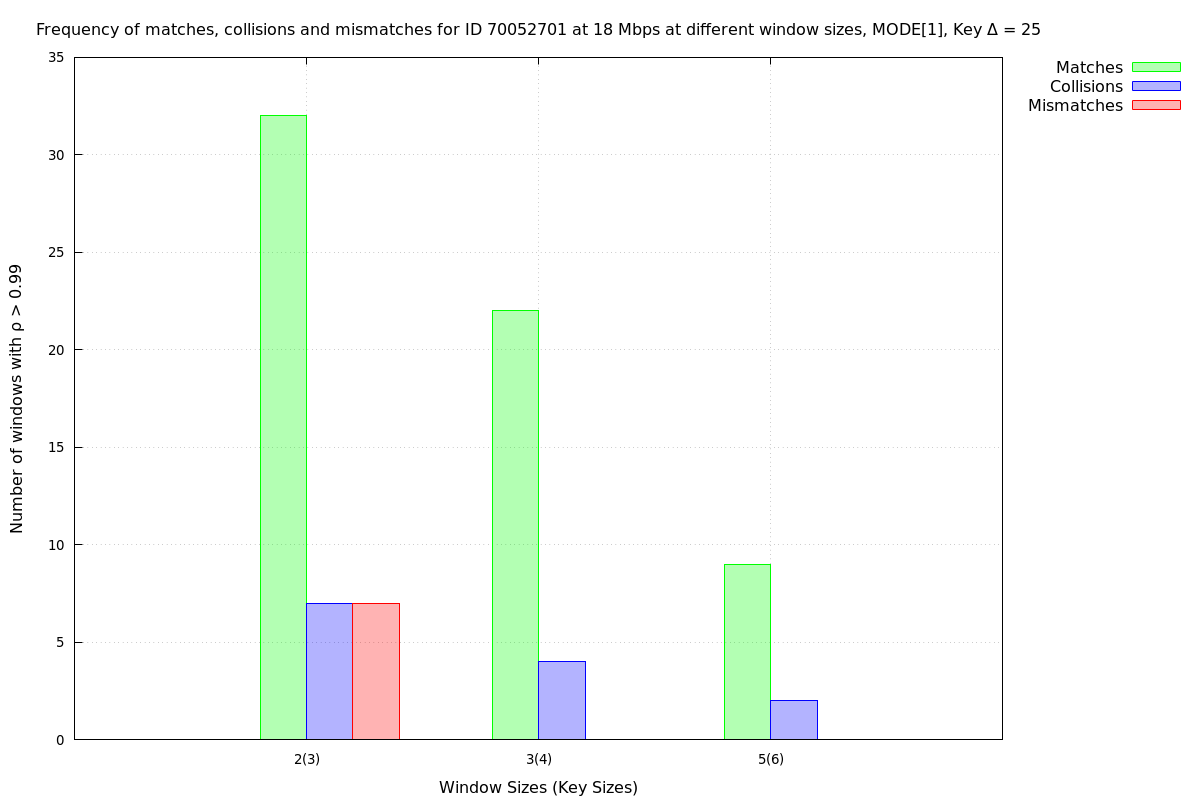 Frequency of matches, collisions and mismatches for ID 70052701 at 18 Mbps at different window sizes, MODE[1], Key Δ = 25
Matches
Collisions
Mismatches
Number of windows with ρ > 0.99
35
30
25
20
15
10
5
0
2(3) 3(4) 5(6)
Window Sizes (Key Sizes)